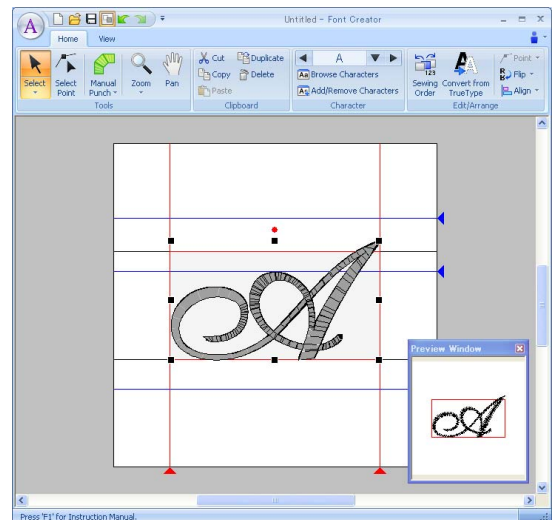 Untitled - Font Creator
Home View
Select
Select Point
Manual Punch
Zoom
Pan
Tools
Cut
Duplicate
Copy
Delete
Paste
Clipboard
A
Browse Characters
Add/Remove Characters
Character
Sewing Order
Convert from TrueType
Point
Flip
Align
Edit/Arrange
A
Preview Window
A
Press 'F1' for Instruction Manual.